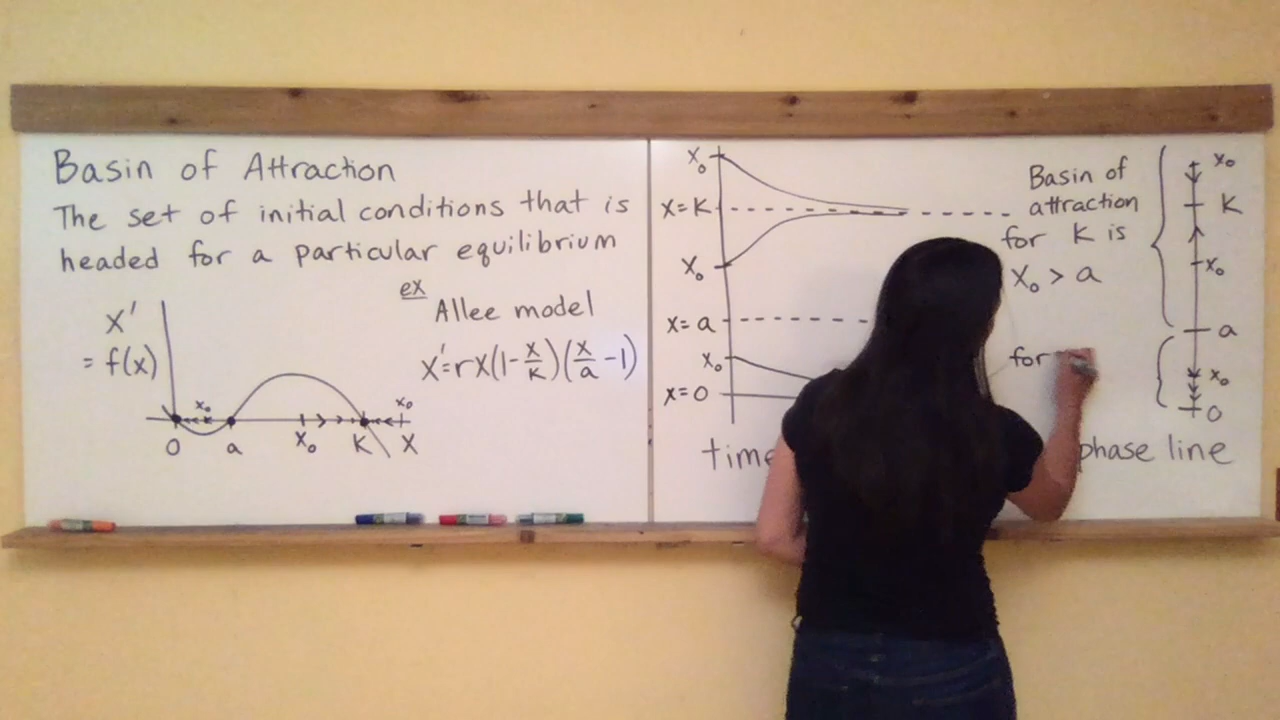 Basin of Attraction
The set of initial conditions that is
headed for a particular equilibrium
ex
Allee model
x'=rx(1-x/K)(x/a-1)
x'
= f(x)
x₀
x₀
0
a
x₀
K
x
x₀
x=K
x₀
x=a
x₀
x=0
time
Basin of
attraction
for K is
x₀ > a
for
x₀
K
x₀
a
x₀
0
phase line